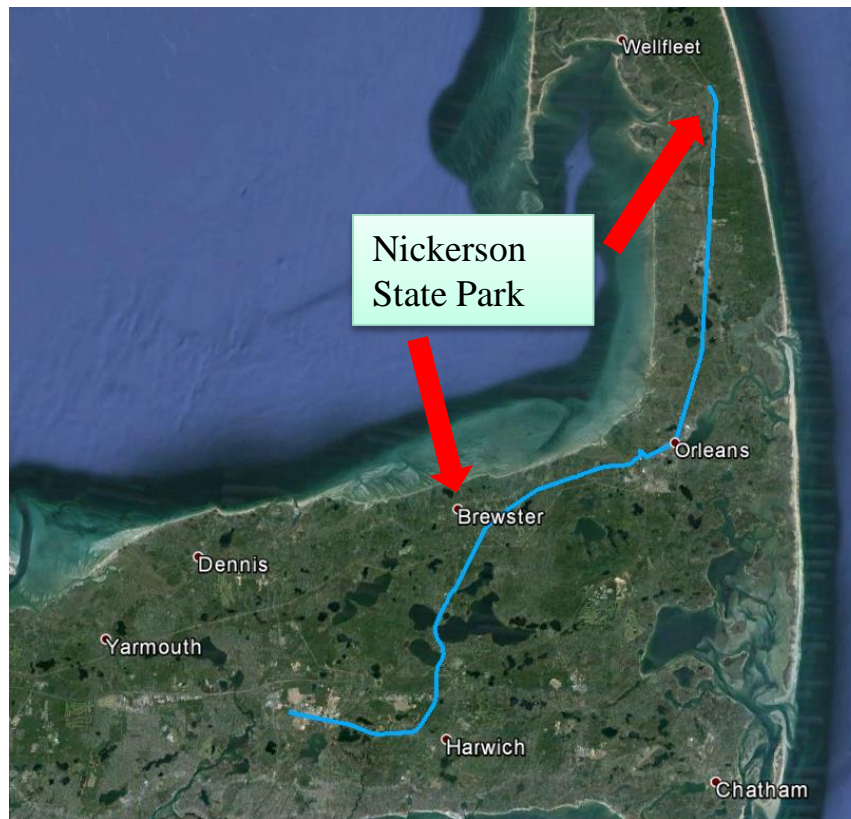 Wellfleet
Nickerson
State Park
Orleans
Brewster
Dennis
Yarmouth
Harwich
Chatham